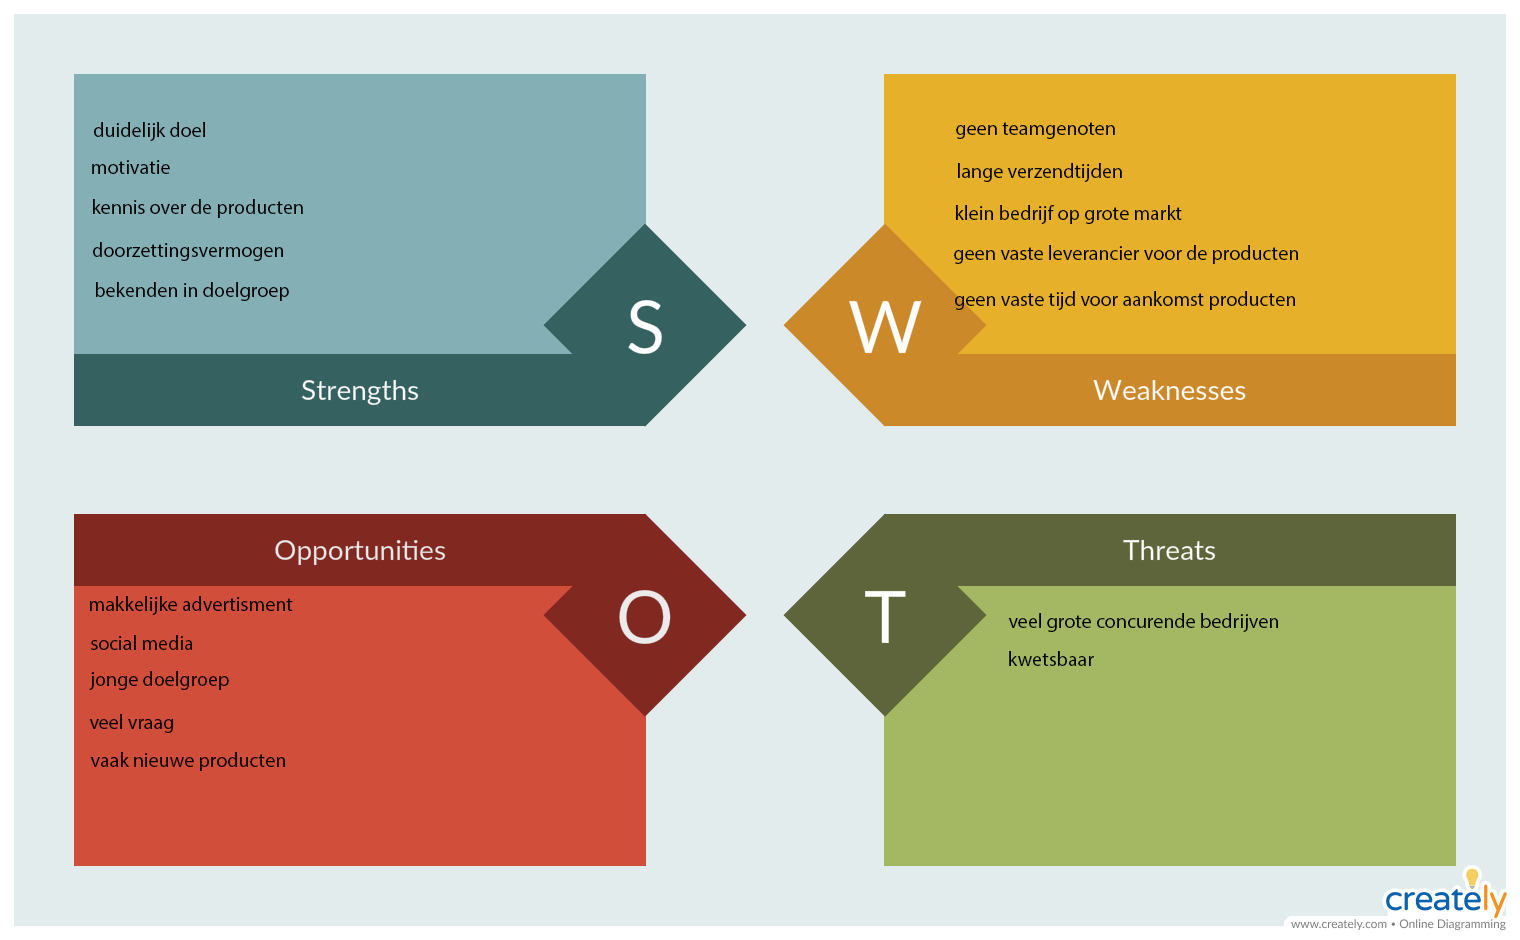 duidelijk doel
motivatie
kennis over de producten
doorzettingsvermogen
bekenden in doelgroep
S
Strengths
geen teamgenoten
lange verzendtijden
klein bedrijf op grote markt
geen vaste leverancier voor de producten
geen vaste tijd voor aankomst producten
W
Weaknesses
Opportunities
O
makkelijke advertisment
social media
jonge doelgroep
veel vraag
vaak nieuwe producten
Threats
T
veel grote concurende bedrijven
kwetsbaar
creately
www.creately.com • Online Diagramming